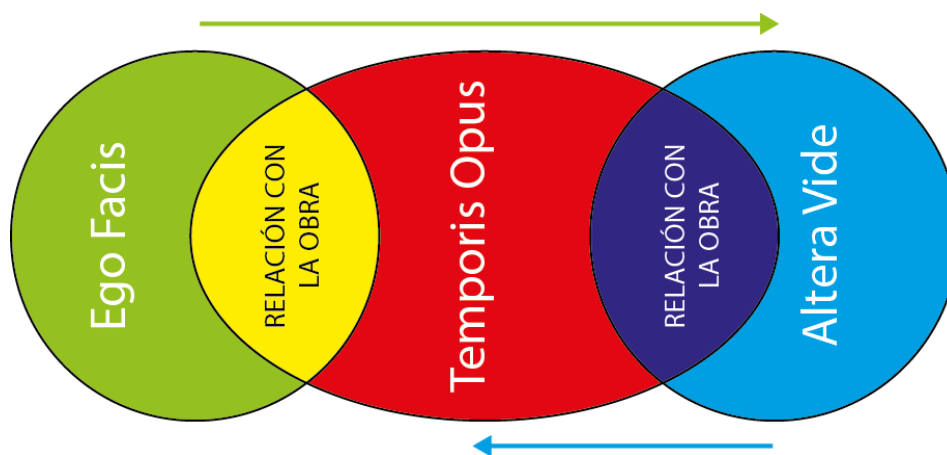 Ego Facis
RELACIÓN CON
LA OBRA
Temporis Opus
RELACIÓN CON
LA OBRA
Altera Vide